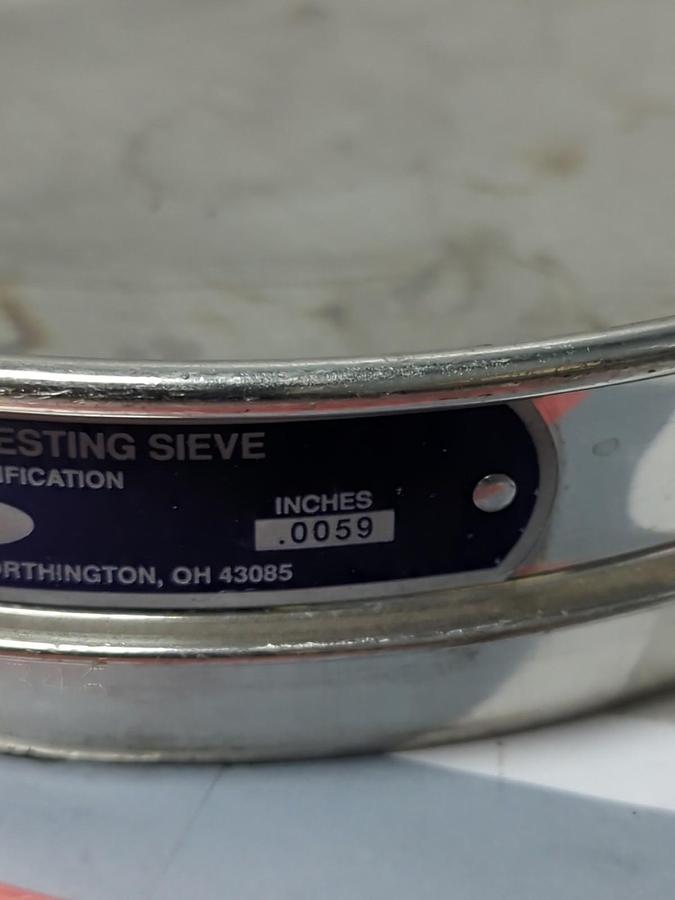 ESTING SIEVE
IFICATION
INCHES
.0059
ORTHINGTON, OH 43085